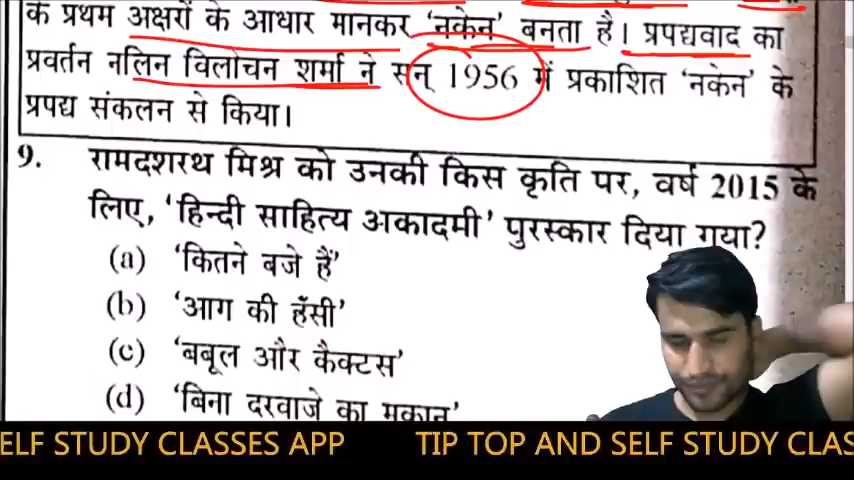 के प्रथम अक्षरों के आधार मानकर ‘नकेन’ बनता है। प्रपद्यवाद का
प्रवर्तन नलिन विलोचन शर्मा ने सन् 1956 में प्रकाशित ‘नकेन’ के
प्रपद्य संकलन से किया।
9. रामदशरथ मिश्र को उनकी किस कृति पर, वर्ष 2015 के
लिए, ‘हिन्दी साहित्य अकादमी’ पुरस्कार दिया गया?
(a) ‘कितने बजे हैं’
(b) ‘आग की हँसी’
(c) ‘बबूल और कैक्टस’
(d) ‘बिना दरवाजे का मकान’
ELF STUDY CLASSES APP TIP TOP AND SELF STUDY CLAS